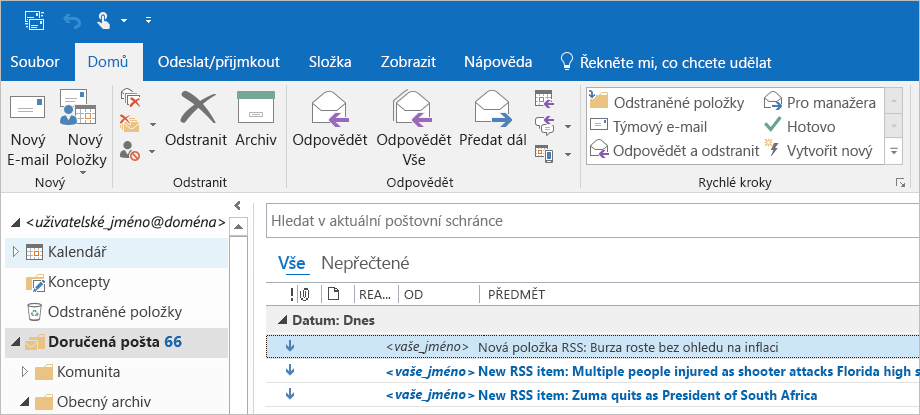 Soubor Domů Odeslat/přijmkout Složka Zobrazit Nápověda Řekněte mi, co chcete udělat
Nový E-mail
Nový Položky
Nový
Odstranit
Archiv
Odstranit
Odpovědět
Odpovědět Vše
Předat dál
Odpovědět
Odstraněné položky
Týmový e-mail
Odpovědět a odstranit
Pro manažera
Hotovo
Vytvořit nový
Rychlé kroky
<uživatelské_jméno@doména>
Kalendář
Koncepty
Odstraněné položky
Doručená pošta 66
Komunita
Obecný archiv
Hledat v aktuální poštovní schránce
Vše Nepřečtené
! REA... OD PŘEDMĚT
Datum: Dnes
<vaše_jméno> Nová položka RSS: Burza roste bez ohledu na inflaci
<vaše_jméno> New RSS item: Multiple people injured as shooter attacks Florida high s
<vaše_jméno> New RSS item: Zuma quits as President of South Africa